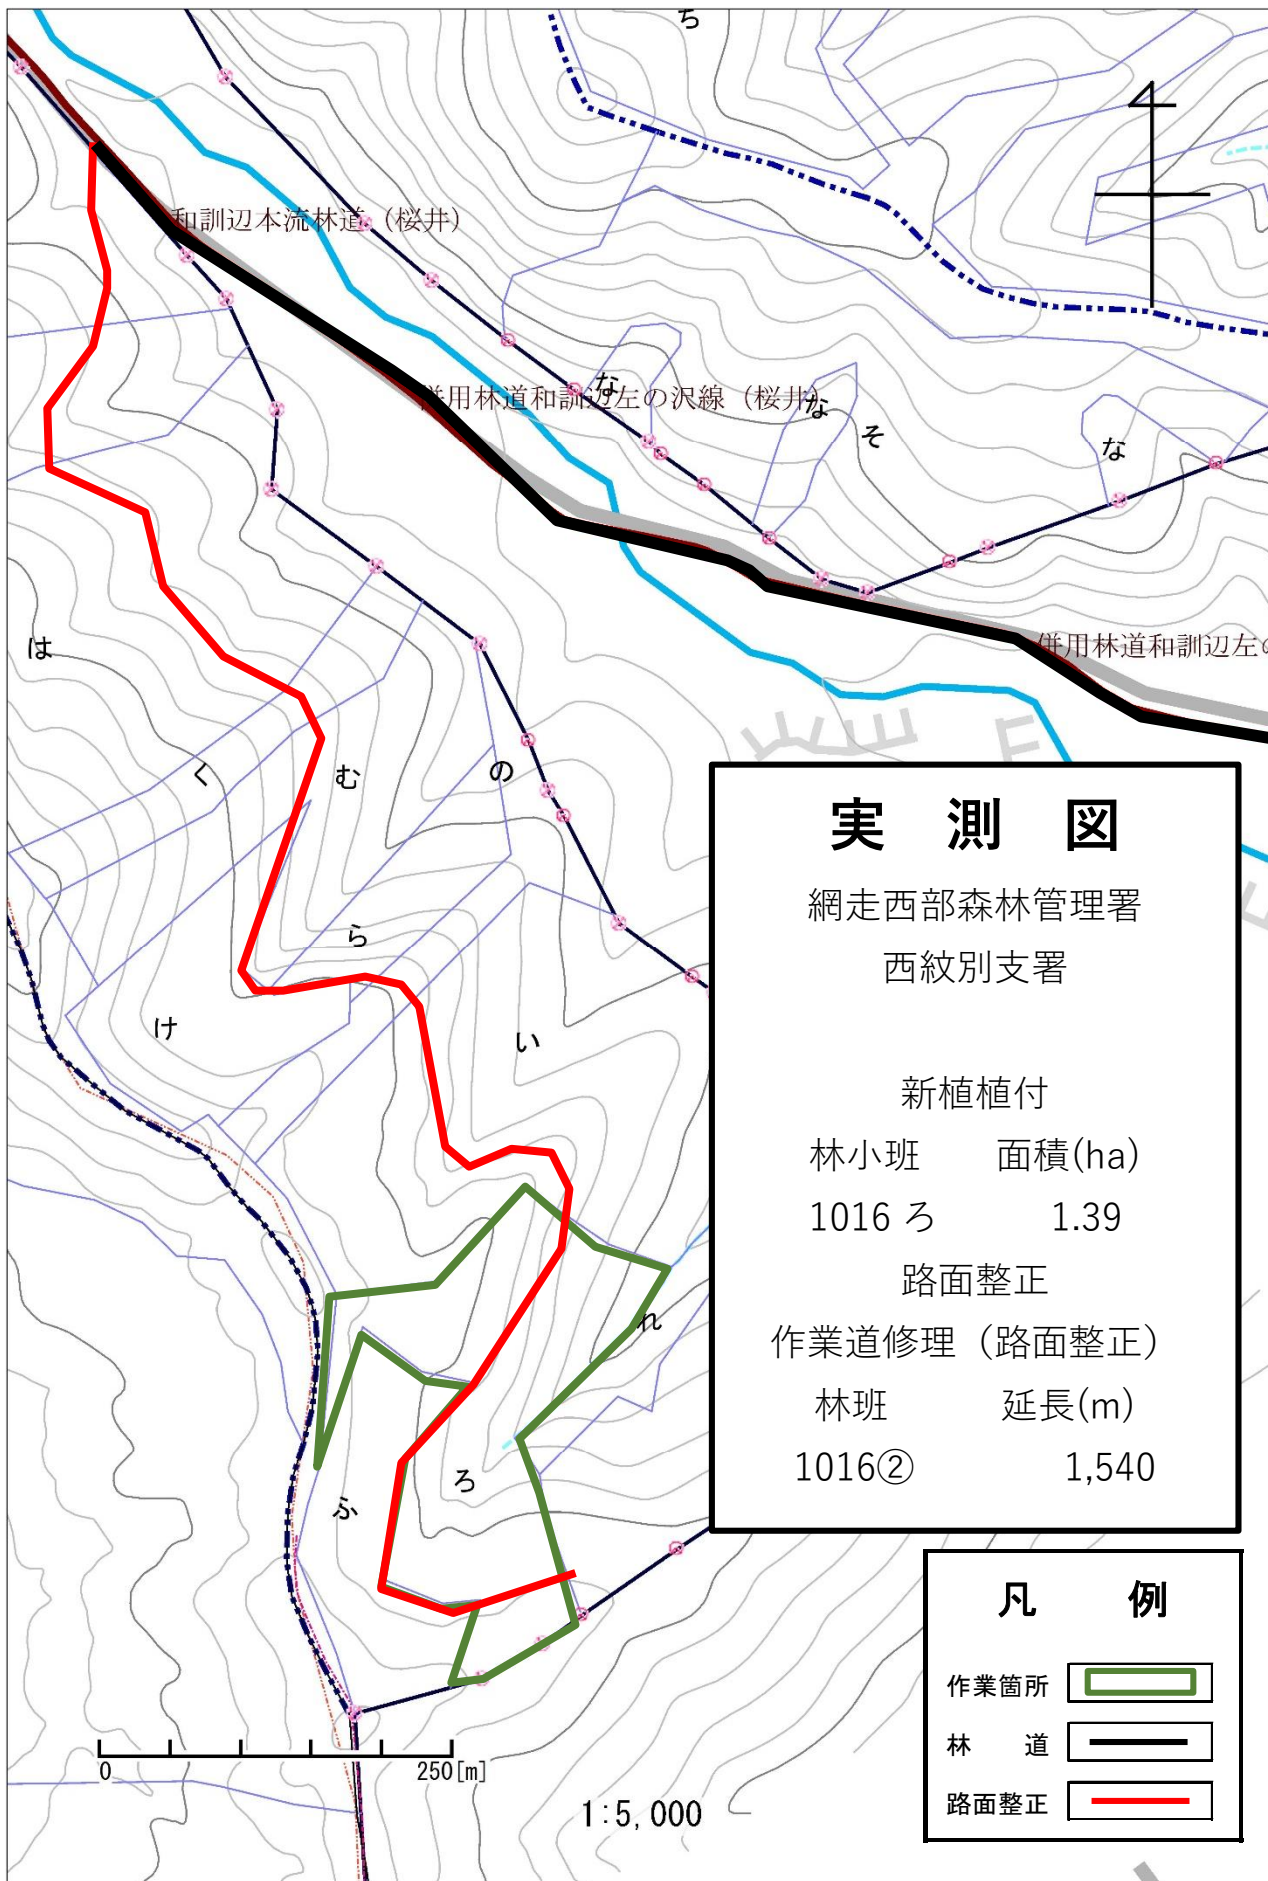 ち
和訓辺本流林道（桜井）
な
併用林道和訓辺左の沢線（桜井）
な
そ
な
は
併用林道和訓辺左の
く
む
の
ら
け
い
れ
ろ
ふ
実 測 図
網走西部森林管理署
西紋別支署
新植植付
林小班 面積(ha)
1016 ろ 1.39
路面整正
作業道修理（路面整正）
林班 延長(m)
1016② 1,540
凡 例
作業箇所
林 道
路面整正
0 250[m]
1:5,000